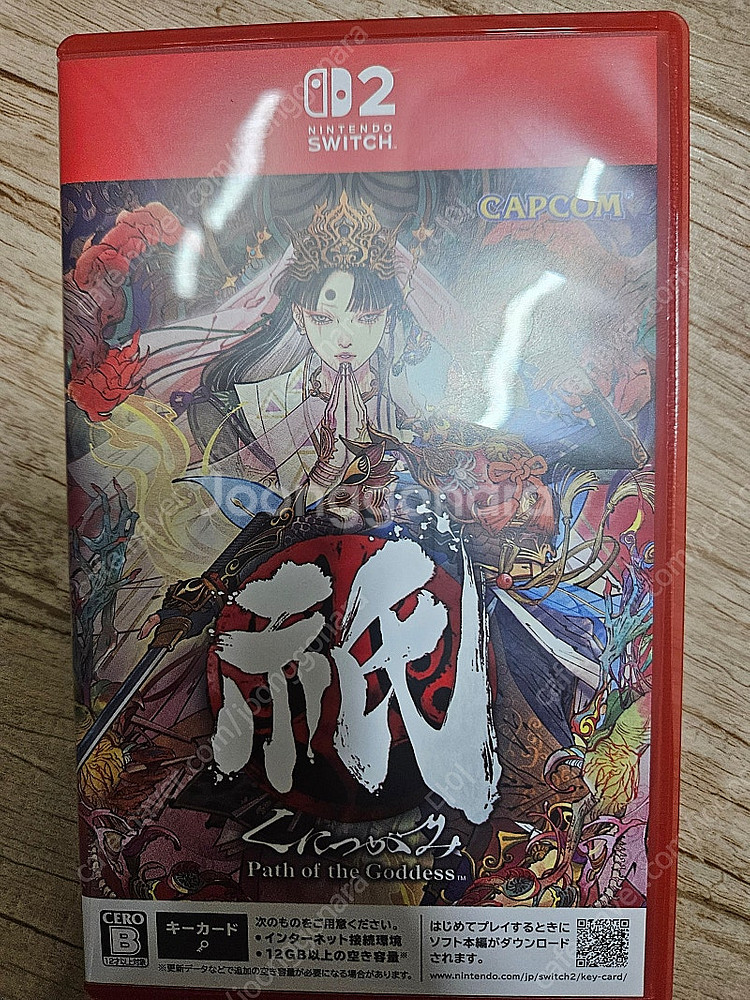 2
NINTENDO
SWITCH™
CAPCOM®
Joonggonara
祇
くにつがみ
Path of the Goddess™
CERO
B
12才以上対象
キーカード
次のものをご用意ください。
・インターネット接続環境
・12GB以上の空き容量※
※更新データなどで追加の空き容量が必要になる場合があります。
はじめてプレイするときに
ソフト本編がダウンロード
されます。
www.nintendo.com/jp/switch2/key-card/